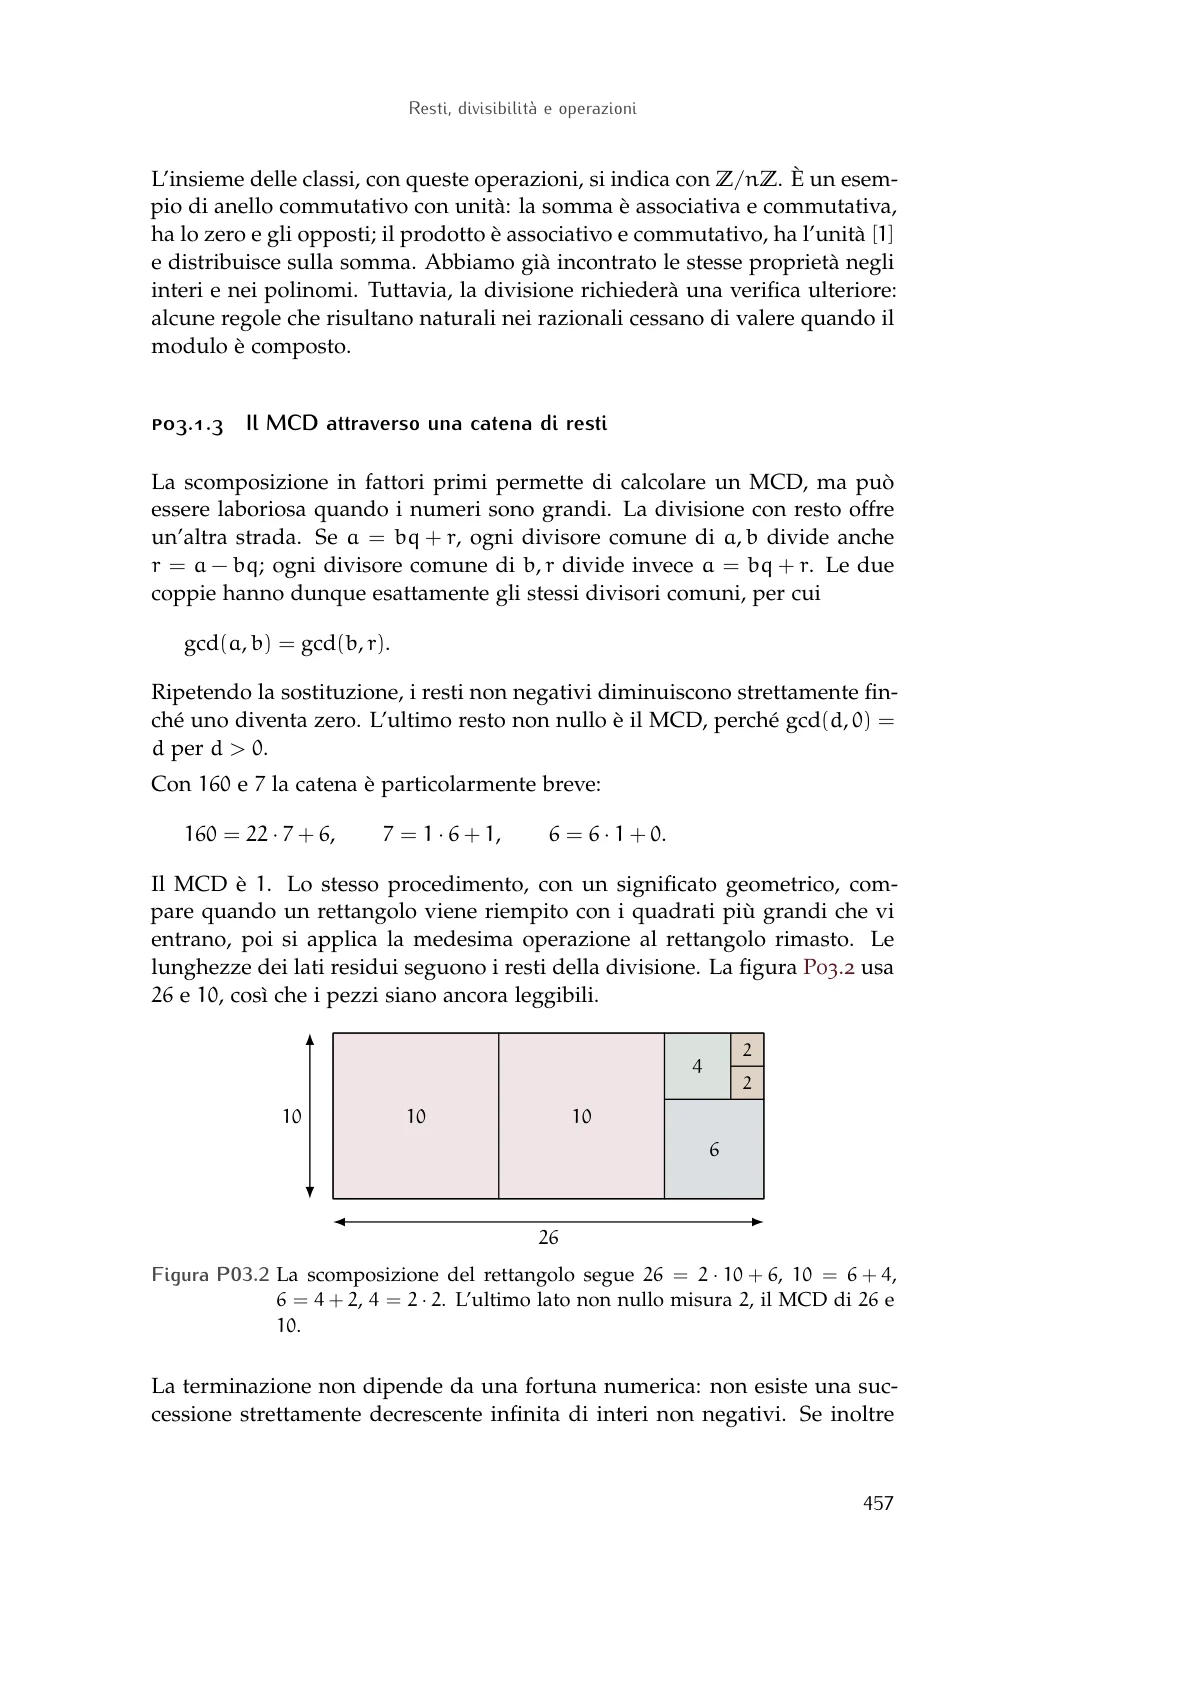 Resti, divisibilità e operazioni
L'insieme delle classi, con queste operazioni, si indica con ℤ/nℤ. È un esem-
pio di anello commutativo con unità: la somma è associativa e commutativa,
ha lo zero e gli opposti; il prodotto è associativo e commutativo, ha l'unità [1]
e distribuisce sulla somma. Abbiamo già incontrato le stesse proprietà negli
interi e nei polinomi. Tuttavia, la divisione richiederà una verifica ulteriore:
alcune regole che risultano naturali nei razionali cessano di valere quando il
modulo è composto.
P03.1.3 Il MCD attraverso una catena di resti
La scomposizione in fattori primi permette di calcolare un MCD, ma può
essere laboriosa quando i numeri sono grandi. La divisione con resto offre
un'altra strada. Se a = bq + r, ogni divisore comune di a, b divide anche
r = a − bq; ogni divisore comune di b, r divide invece a = bq + r. Le due
coppie hanno dunque esattamente gli stessi divisori comuni, per cui
gcd(a, b) = gcd(b, r).
Ripetendo la sostituzione, i resti non negativi diminuiscono strettamente fin-
ché uno diventa zero. L'ultimo resto non nullo è il MCD, perché gcd(d, 0) =
d per d > 0.
Con 160 e 7 la catena è particolarmente breve:
160 = 22 · 7 + 6, 7 = 1 · 6 + 1, 6 = 6 · 1 + 0.
Il MCD è 1. Lo stesso procedimento, con un significato geometrico, com-
pare quando un rettangolo viene riempito con i quadrati più grandi che vi
entrano, poi si applica la medesima operazione al rettangolo rimasto. Le
lunghezze dei lati residui seguono i resti della divisione. La figura P03.2 usa
26 e 10, così che i pezzi siano ancora leggibili.
10
10
10
4
2
2
6
26
Figura P03.2 La scomposizione del rettangolo segue 26 = 2 · 10 + 6, 10 = 6 + 4,
6 = 4 + 2, 4 = 2 · 2. L'ultimo lato non nullo misura 2, il MCD di 26 e
10.
La terminazione non dipende da una fortuna numerica: non esiste una suc-
cessione strettamente decrescente infinita di interi non negativi. Se inoltre
457